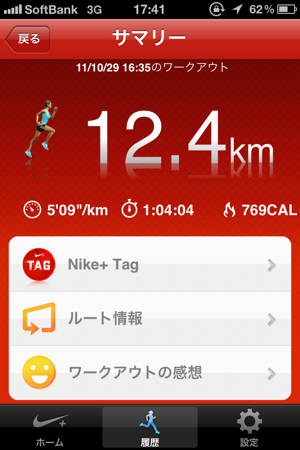 SoftBank 3G 17:41 62%
戻る サマリー
11/10/29 16:35のワークアウト
12.4km
5'09"/km 1:04:04 769CAL
TAG Nike+ Tag
ルート情報
ワークアウトの感想
ホーム 履歴 設定